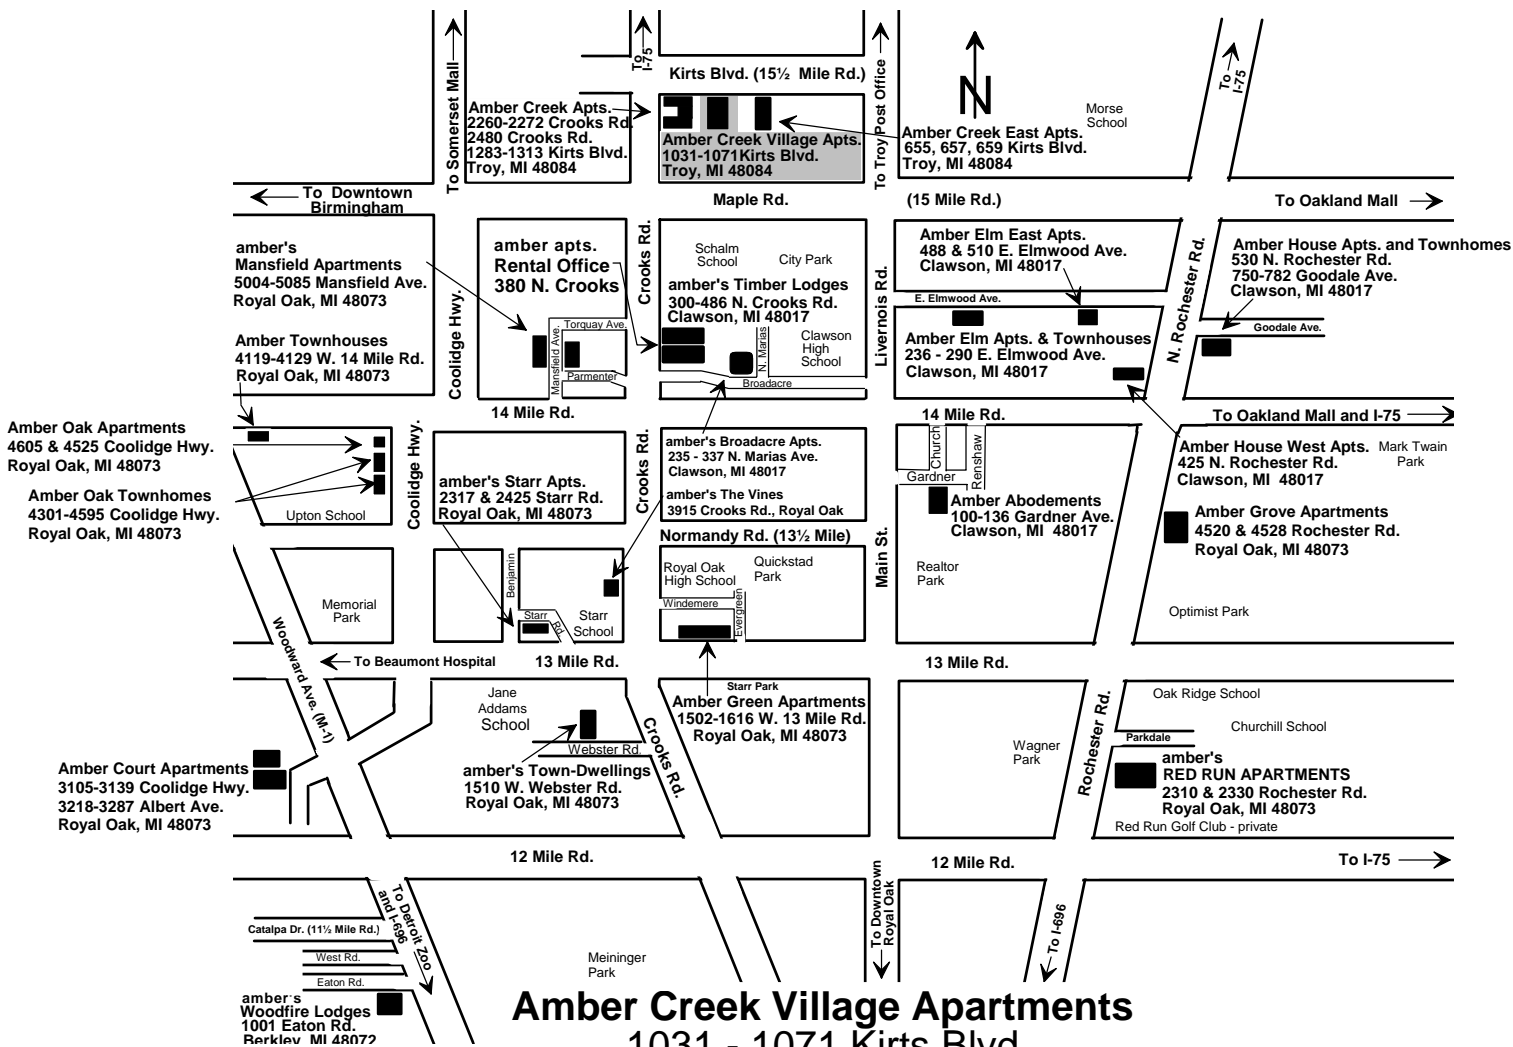 To
I-75
To Somerset Mall
Kirts Blvd. (15½ Mile Rd.)
To Troy Post Office
N
To
I-75
Morse
School
Amber Creek Apts.
2260-2272 Crooks Rd.
2480 Crooks Rd.
1283-1313 Kirts Blvd.
Troy, MI 48084
Amber Creek Village Apts.
1031-1071Kirts Blvd.
Troy, MI 48084
Amber Creek East Apts.
655, 657, 659 Kirts Blvd.
Troy, MI 48084
To Downtown
Birmingham
Maple Rd.
(15 Mile Rd.)
To Oakland Mall
amber's
Mansfield Apartments
5004-5085 Mansfield Ave.
Royal Oak, MI 48073
Amber Townhouses
4119-4129 W. 14 Mile Rd.
Royal Oak, MI 48073
Coolidge Hwy.
amber apts.
Rental Office
380 N. Crooks
Torquay Ave.
Mansfield Ave.
Parmenter
Crooks Rd.
Schalm
School
City Park
amber's Timber Lodges
300-486 N. Crooks Rd.
Clawson, MI 48017
N. Marias
Clawson
High
School
Broadacre
Livernois Rd.
Amber Elm East Apts.
488 & 510 E. Elmwood Ave.
Clawson, MI 48017
E. Elmwood Ave.
Amber Elm Apts. & Townhouses
236 - 290 E. Elmwood Ave.
Clawson, MI 48017
N. Rochester Rd.
Amber House Apts. and Townhomes
530 N. Rochester Rd.
750-782 Goodale Ave.
Clawson, MI 48017
Goodale Ave.
14 Mile Rd.
14 Mile Rd.
To Oakland Mall and I-75
Amber Oak Apartments
4605 & 4525 Coolidge Hwy.
Royal Oak, MI 48073
Amber Oak Townhomes
4301-4595 Coolidge Hwy.
Royal Oak, MI 48073
Upton School
Coolidge Hwy.
amber's Starr Apts.
2317 & 2425 Starr Rd.
Royal Oak, MI 48073
Crooks Rd.
amber's Broadacre Apts.
235 - 337 N. Marias Ave.
Clawson, MI 48017
amber's The Vines
3915 Crooks Rd., Royal Oak
Church
Renshaw
Gardner
Amber Abodements
100-136 Gardner Ave.
Clawson, MI 48017
Amber House West Apts.
425 N. Rochester Rd.
Clawson, MI 48017
Mark Twain
Park
Amber Grove Apartments
4520 & 4528 Rochester Rd.
Royal Oak, MI 48073
Normandy Rd. (13½ Mile)
Main St.
Memorial
Park
Benjamin
Starr
Rd.
Starr
School
Royal Oak
High School
Quickstad
Park
Windemere
Evergreen
Realtor
Park
Optimist Park
Woodward Ave. (M-1)
To Beaumont Hospital
13 Mile Rd.
13 Mile Rd.
Jane
Addams
School
Webster Rd.
amber's Town-Dwellings
1510 W. Webster Rd.
Royal Oak, MI 48073
Crooks Rd.
Starr Park
Amber Green Apartments
1502-1616 W. 13 Mile Rd.
Royal Oak, MI 48073
Wagner
Park
Rochester Rd.
Oak Ridge School
Churchill School
Parkdale
amber's
RED RUN APARTMENTS
2310 & 2330 Rochester Rd.
Royal Oak, MI 48073
Red Run Golf Club - private
Amber Court Apartments
3105-3139 Coolidge Hwy.
3218-3287 Albert Ave.
Royal Oak, MI 48073
12 Mile Rd.
12 Mile Rd.
To I-75
To Detroit Zoo
and I-696
Catalpa Dr. (11½ Mile Rd.)
West Rd.
Eaton Rd.
amber's
Woodfire Lodges
1001 Eaton Rd.
Berkley, MI 48072
Meininger
Park
To Downtown
Royal Oak
To I-696
Amber Creek Village Apartments
1031 - 1071 Kirts Blvd.